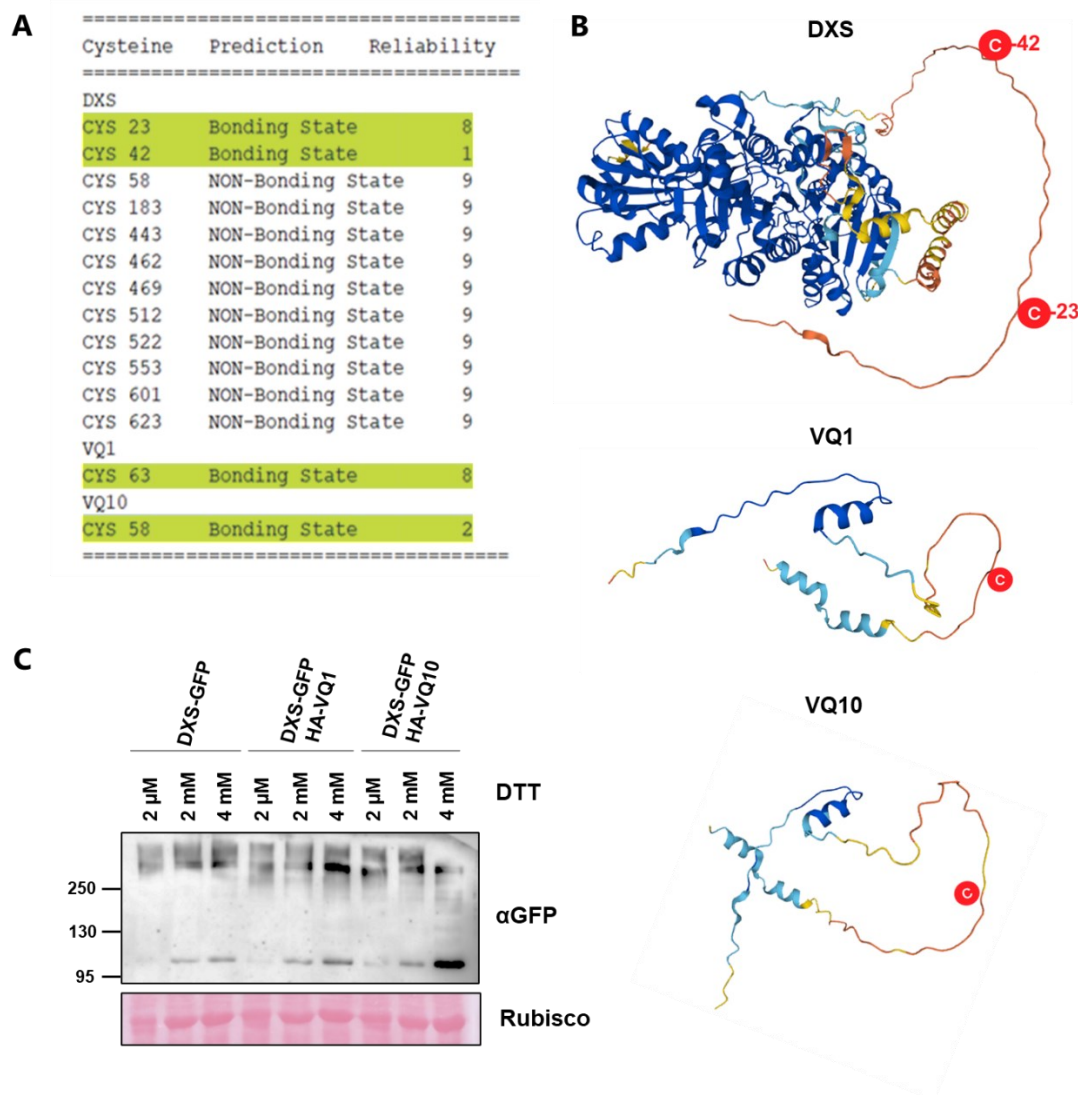 A
==========================================
Cysteine Prediction Reliability
==========================================
DXS
CYS 23 Bonding State 8
CYS 42 Bonding State 1
CYS 58 NON-Bonding State 9
CYS 183 NON-Bonding State 9
CYS 443 NON-Bonding State 9
CYS 462 NON-Bonding State 9
CYS 469 NON-Bonding State 9
CYS 512 NON-Bonding State 9
CYS 522 NON-Bonding State 9
CYS 553 NON-Bonding State 9
CYS 601 NON-Bonding State 9
CYS 623 NON-Bonding State 9
VQ1
CYS 63 Bonding State 8
VQ10
CYS 58 Bonding State 2
=========================================
B
DXS
C -42
C -23
VQ1
C
VQ10
C
C
DXS-GFP
DXS-GFP
HA-VQ1
DXS-GFP
HA-VQ10
2 µM 2 mM 4 mM 2 µM 2 mM 4 mM 2 µM 2 mM 4 mM DTT
250
130
95
αGFP
Rubisco